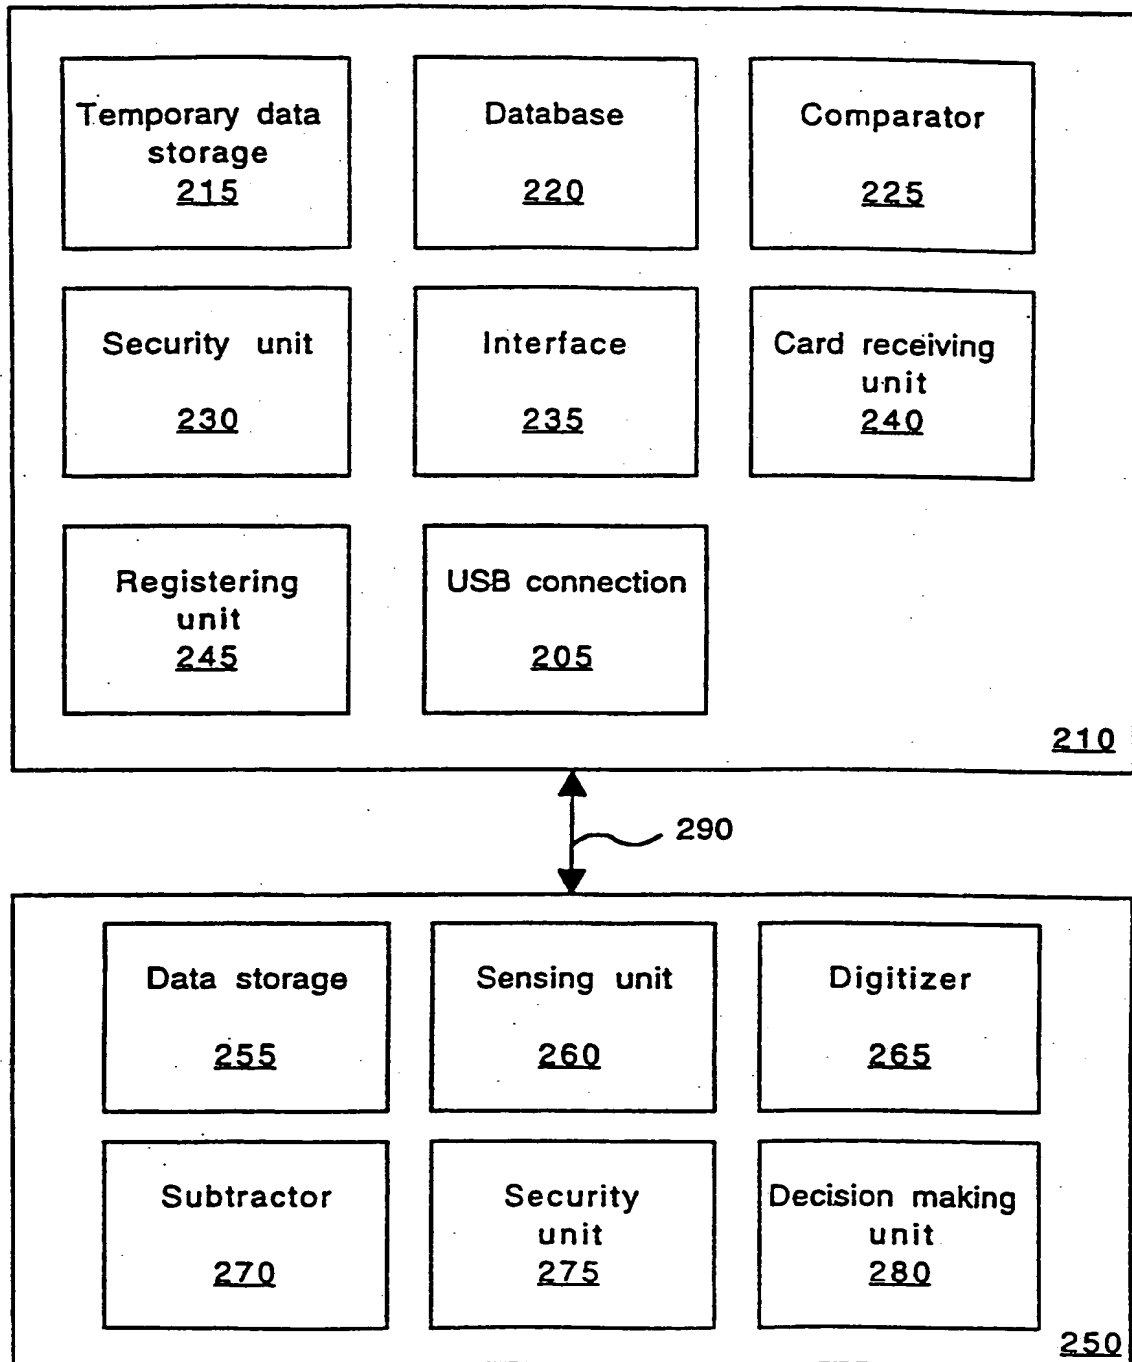 Temporary data
storage
215
Database
220
Comparator
225
Security unit
230
Interface
235
Card receiving
unit
240
Registering
unit
245
USB connection
205
210
290
Data storage
255
Sensing unit
260
Digitizer
265
Subtractor
270
Security
unit
275
Decision making
unit
280
250